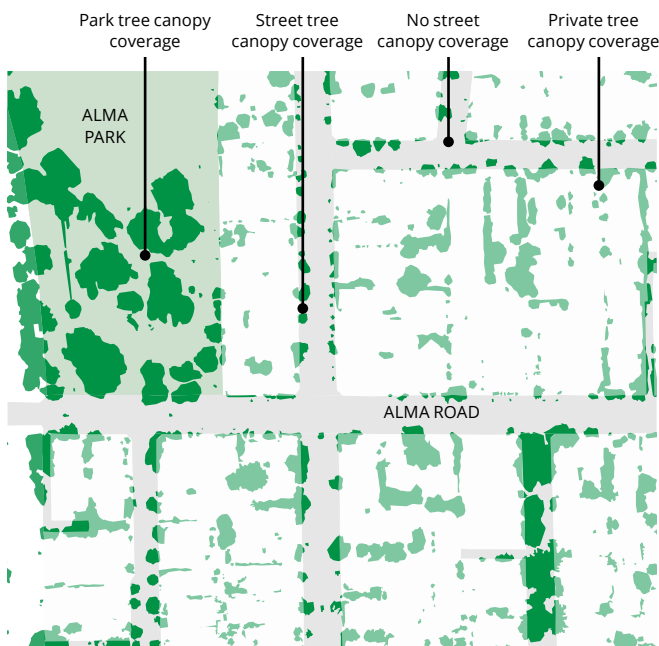 Park tree canopy
coverage
Street tree
canopy coverage
No street
canopy coverage
Private tree
canopy coverage
ALMA
PARK
ALMA ROAD